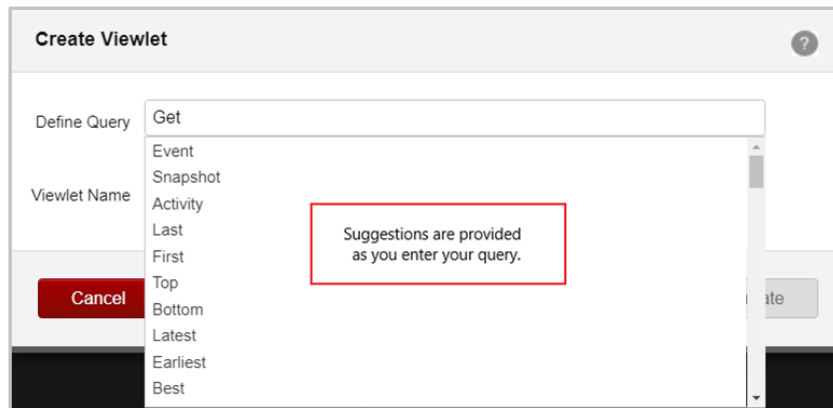 Create Viewlet
?
Define Query
Get
Event
Snapshot
Viewlet Name
Activity
Last
First
Top
Bottom
Latest
Earliest
Best
Suggestions are provided
as you enter your query.
Cancel
ate